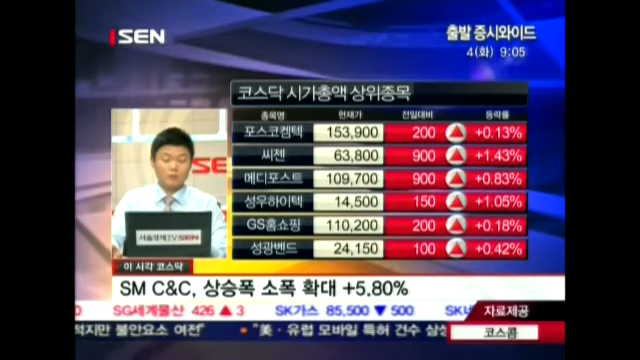 iSEN
출발 증시와이드
4(화) 9:05
코스닥 시가총액 상위종목
종목명 현재가 전일대비 등락률
포스코켐텍 153,900 200 +0.13%
씨젠 63,800 900 +1.43%
메디포스트 109,700 900 +0.83%
성우하이텍 14,500 150 +1.05%
GS홈쇼핑 110,200 200 +0.18%
성광벤드 24,150 100 +0.42%
SEN
서울경제TV SEN
이 시각 코스닥
SM C&C, 상승폭 소폭 확대 +5.80%
SG세계물산 426 ▲ 3 SK가스 85,500 ▼ 500
자료제공
불안요소 여전" "美·유럽 모바일 특허 건수 삼성
코스콤